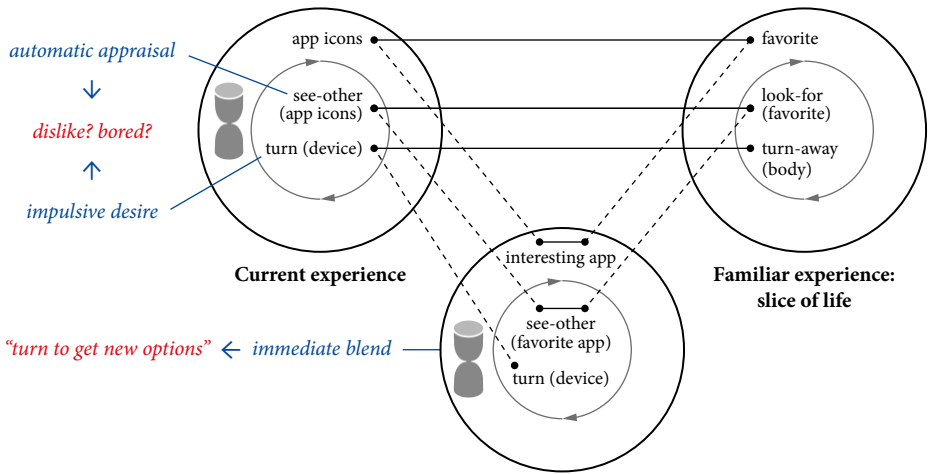 app icons
favorite
automatic appraisal
see-other
(app icons)
look-for
(favorite)
dislike? bored?
turn (device)
turn-away
(body)
impulsive desire
interesting app
Current experience
Familiar experience:
slice of life
see-other
(favorite app)
"turn to get new options"
immediate blend
turn (device)